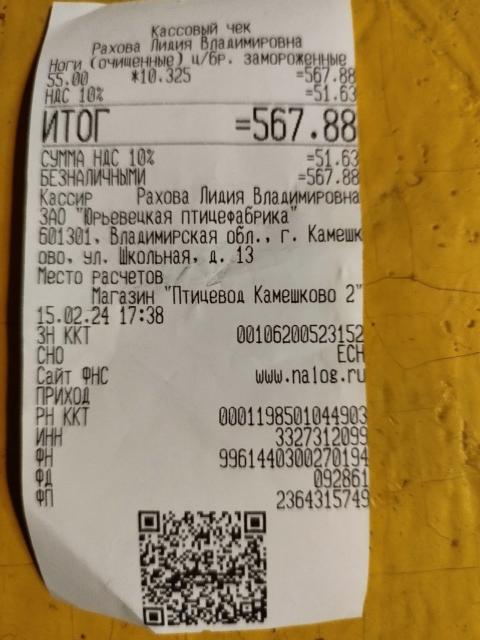 Кассовый чек
Рахова Лидия Владимировна
Ноги (очищенные) ц/бр. замороженные
55.00 *10.325 =567.88
НДС 10% =51.63
ИТОГ =567.88
СУММА НДС 10% =51.63
БЕЗНАЛИЧНЫМИ =567.88
Кассир Рахова Лидия Владимировна
ЗАО "Юрьевецкая птицефабрика"
601301, Владимирская обл., г. Камешк
ово, ул. Школьная, д. 13
Место расчетов
Магазин "Птицевод Камешково 2"
15.02.24 17:38
ЗН ККТ 00106200523152
СНО ЕСН
Сайт ФНС www.nalog.ru
ПРИХОД
РН ККТ 0001198501044903
ИНН 3327312099
ФН 9961440300270194
ФД 092861
ФП 2364315749